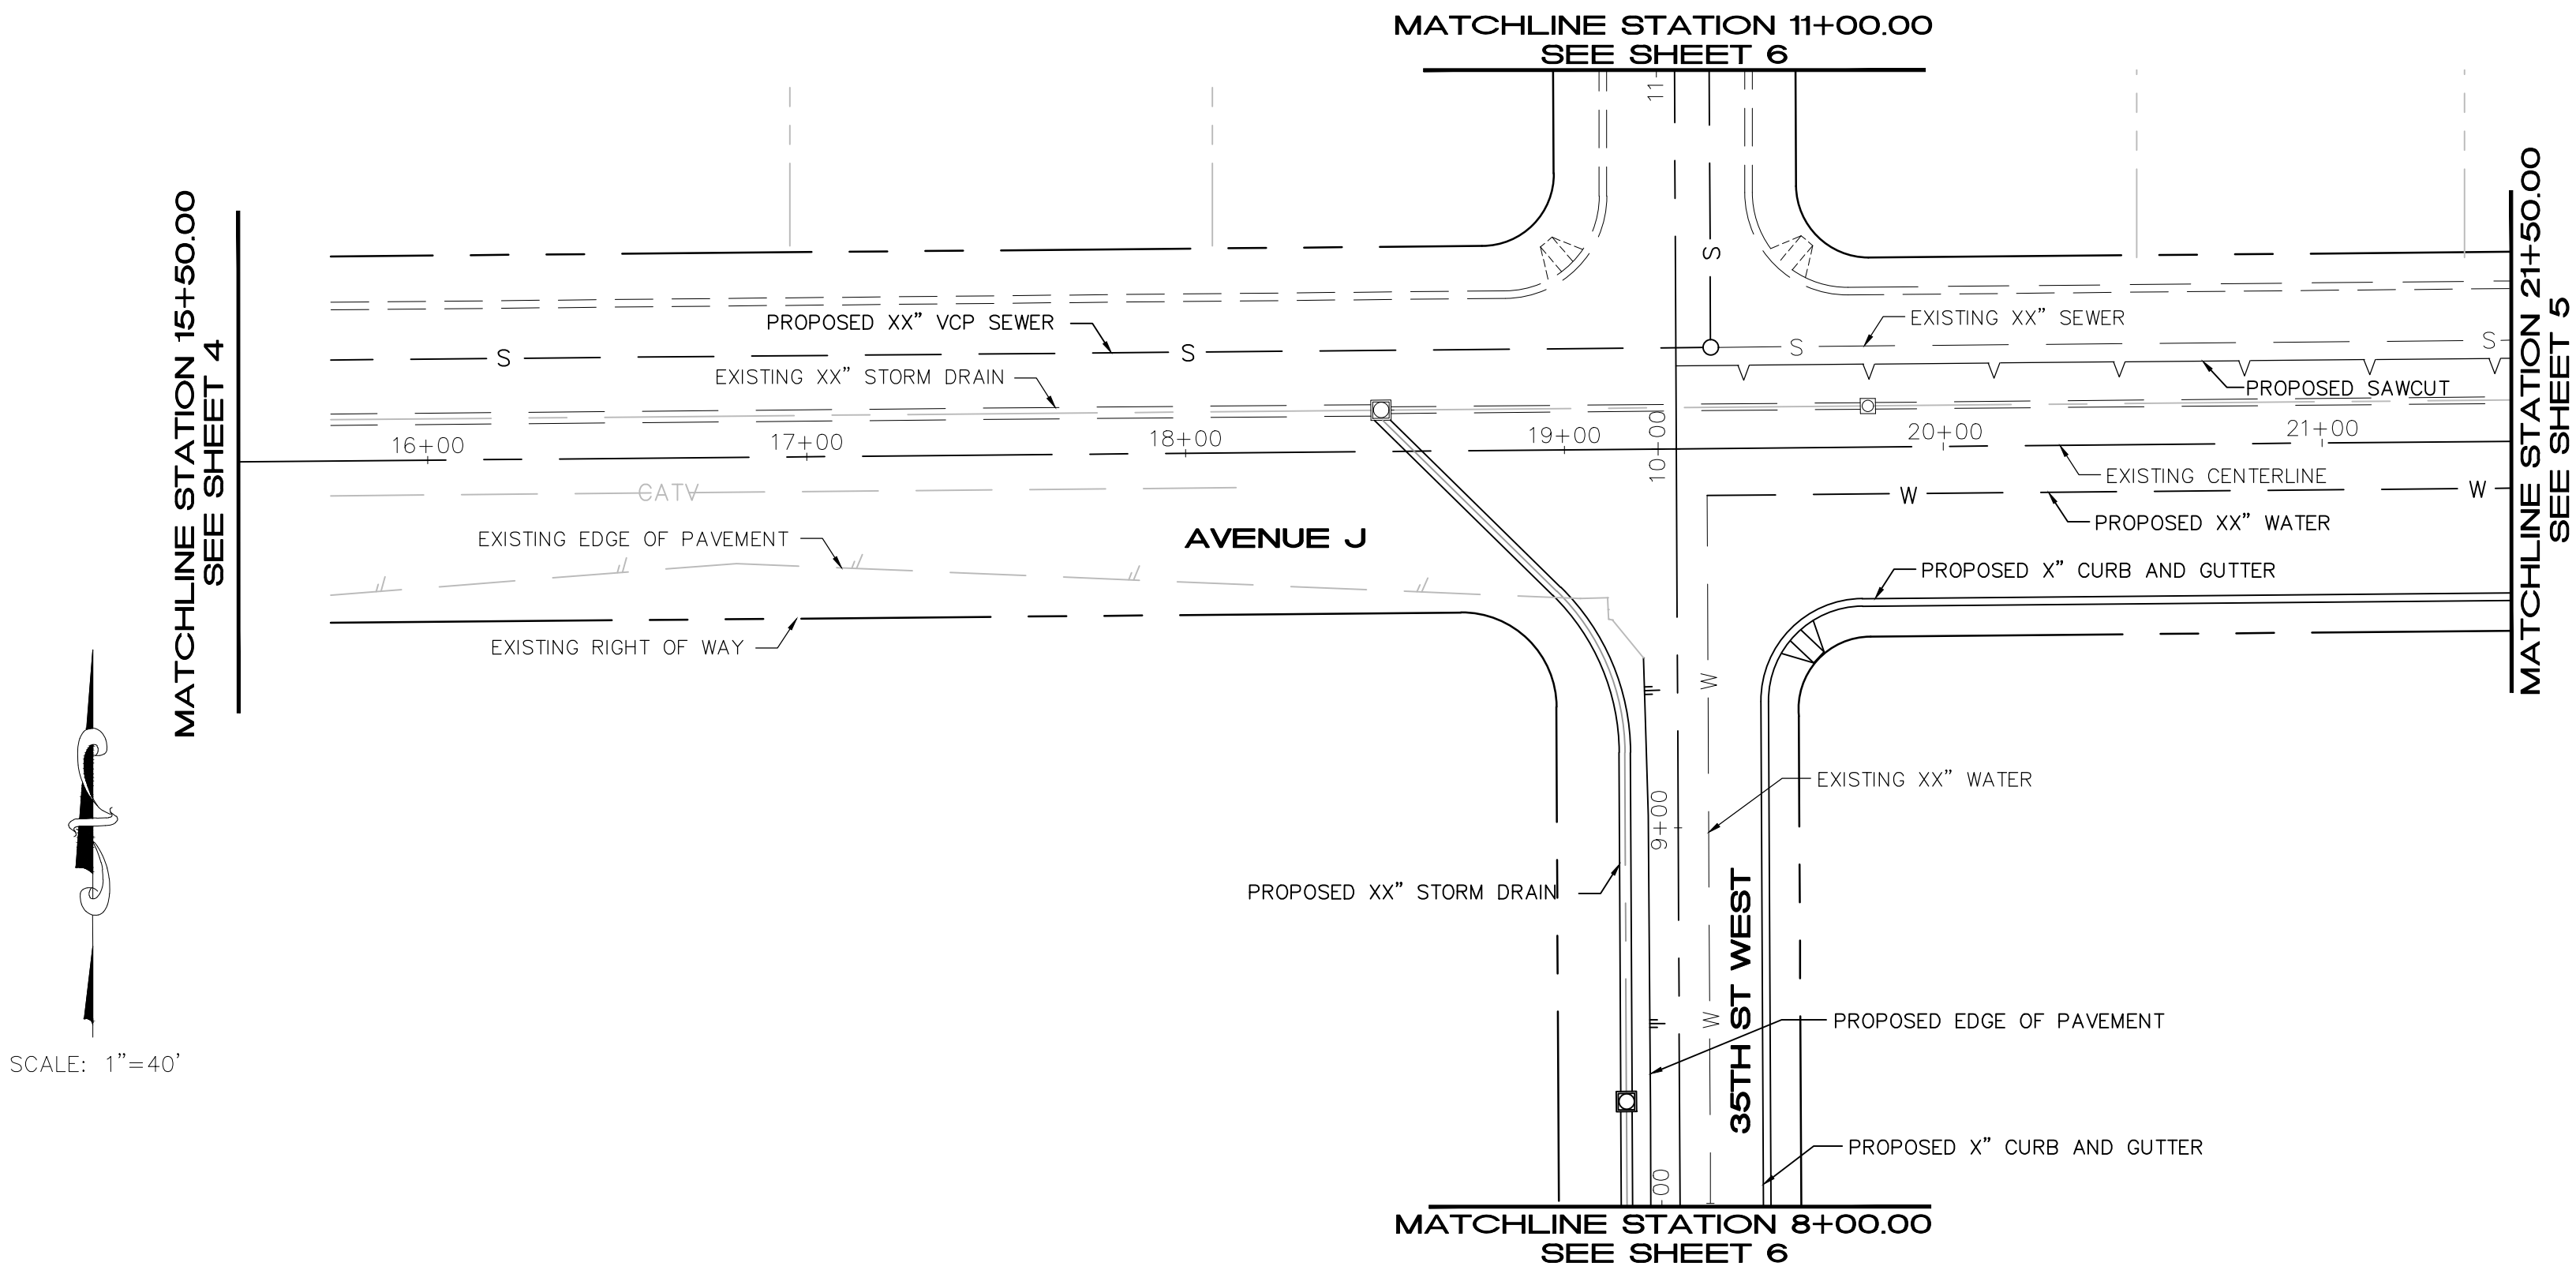 MATCHLINE STATION 11+00.00
SEE SHEET 6
11
MATCHLINE STATION 15+50.00
SEE SHEET 4
MATCHLINE STATION 21+50.00
SEE SHEET 5
S
PROPOSED XX" VCP SEWER
EXISTING XX" SEWER
S
S
S
S
EXISTING XX" STORM DRAIN
PROPOSED SAWCUT
16+00
17+00
18+00
19+00
10+00
20+00
21+00
EXISTING CENTERLINE
CATV
W
W
PROPOSED XX" WATER
EXISTING EDGE OF PAVEMENT
AVENUE J
PROPOSED X" CURB AND GUTTER
EXISTING RIGHT OF WAY
W
EXISTING XX" WATER
9+00
PROPOSED XX" STORM DRAIN
35TH ST WEST
W
PROPOSED EDGE OF PAVEMENT
SCALE: 1"=40'
PROPOSED X" CURB AND GUTTER
00
MATCHLINE STATION 8+00.00
SEE SHEET 6